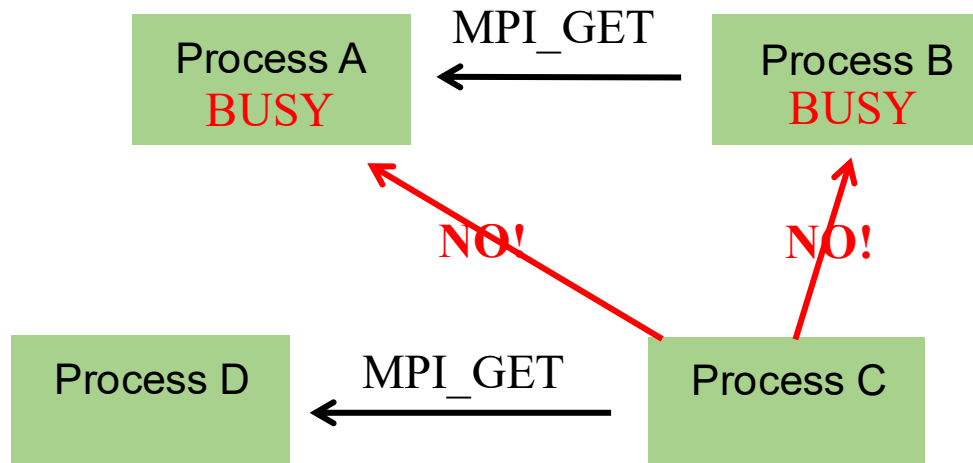 MPI_GET
Process A
BUSY
Process B
BUSY
NO!
NO!
Process D
MPI_GET
Process C